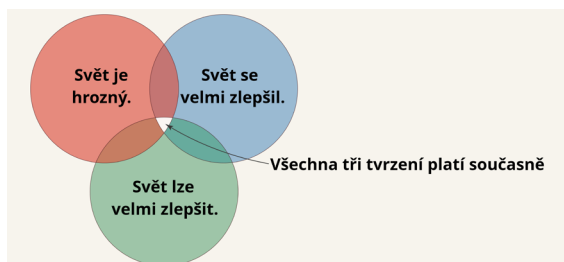 Svět je
hrozný.
Svět se
velmi zlepšil.
Všechna tři tvrzení platí současně
Svět lze
velmi zlepšit.